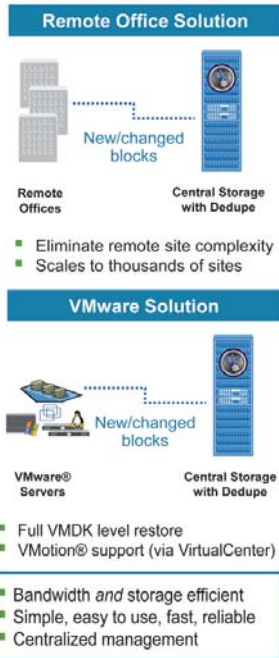 Remote Office Solution
New/changed
blocks
Remote
Offices
Central Storage
with Dedupe
Eliminate remote site complexity
Scales to thousands of sites
VMware Solution
New/changed
blocks
VMware®
Servers
Central Storage
with Dedupe
Full VMDK level restore
VMotion® support (via VirtualCenter)
Bandwidth and storage efficient
Simple, easy to use, fast, reliable
Centralized management